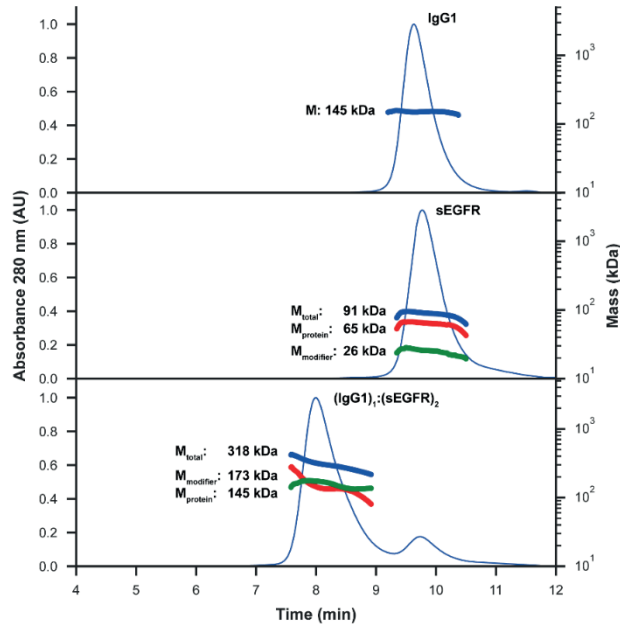 IgG1
1.0
0.8
0.6
0.4
0.2
0.0
M: 145 kDa
10³
10²
10¹
sEGFR
1.0
0.8
0.6
0.4
0.2
0.0
M_total: 91 kDa
M_protein: 65 kDa
M_modifier: 26 kDa
10³
10²
10¹
(IgG1)₁:(sEGFR)₂
1.0
0.8
0.6
0.4
0.2
0.0
M_total: 318 kDa
M_modifier: 173 kDa
M_protein: 145 kDa
10³
10²
10¹
Absorbance 280 nm (AU)
Mass (kDa)
4 5 6 7 8 9 10 11 12
Time (min)